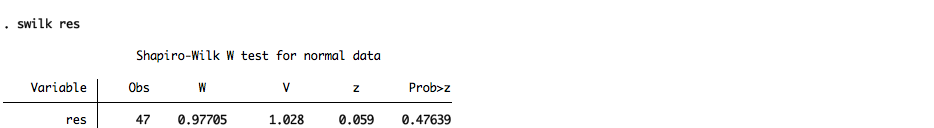 . swilk res
Shapiro-Wilk W test for normal data
Variable Obs W V z Prob>z
res 47 0.97705 1.028 0.059 0.47639